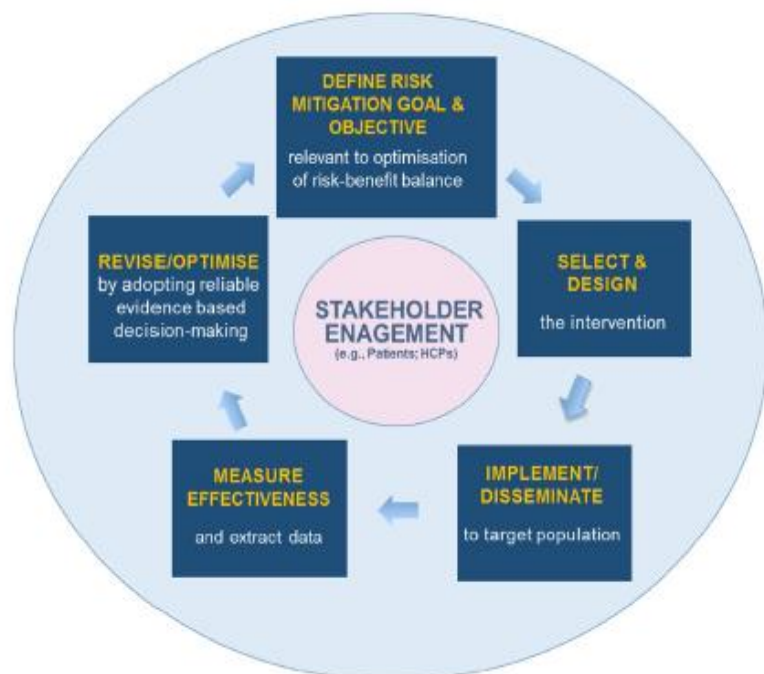 DEFINE RISK
MITIGATION GOAL &
OBJECTIVE
relevant to optimisation
of risk-benefit balance
SELECT &
DESIGN
the intervention
IMPLEMENT/
DISSEMINATE
to target population
MEASURE
EFFECTIVENESS
and extract data
REVISE/OPTIMISE
by adopting reliable
evidence based
decision-making
STAKEHOLDER
ENAGEMENT
(e.g., Patients; HCPs)